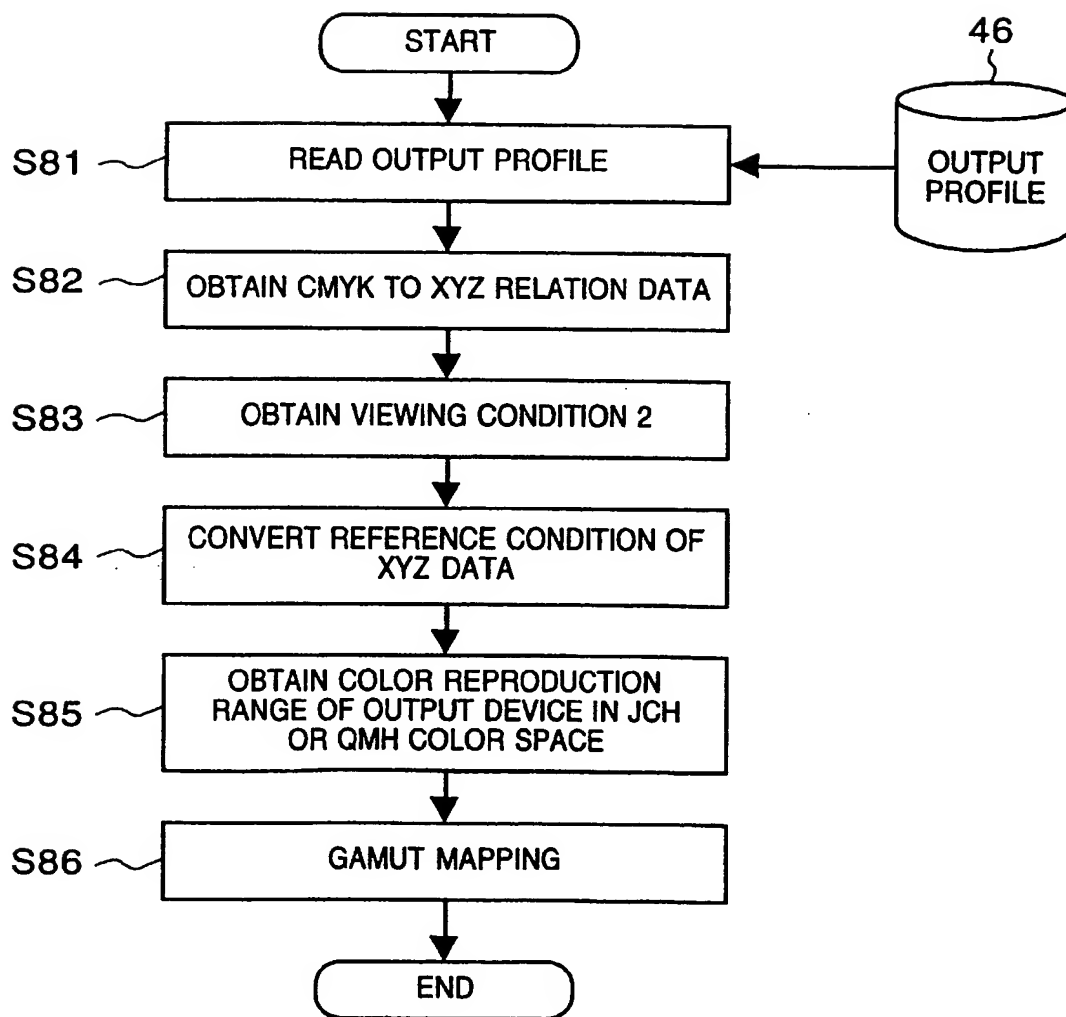 START
46
S81
READ OUTPUT PROFILE
OUTPUT
PROFILE
S82
OBTAIN CMYK TO XYZ RELATION DATA
S83
OBTAIN VIEWING CONDITION 2
S84
CONVERT REFERENCE CONDITION OF
XYZ DATA
S85
OBTAIN COLOR REPRODUCTION
RANGE OF OUTPUT DEVICE IN JCH
OR QMH COLOR SPACE
S86
GAMUT MAPPING
END